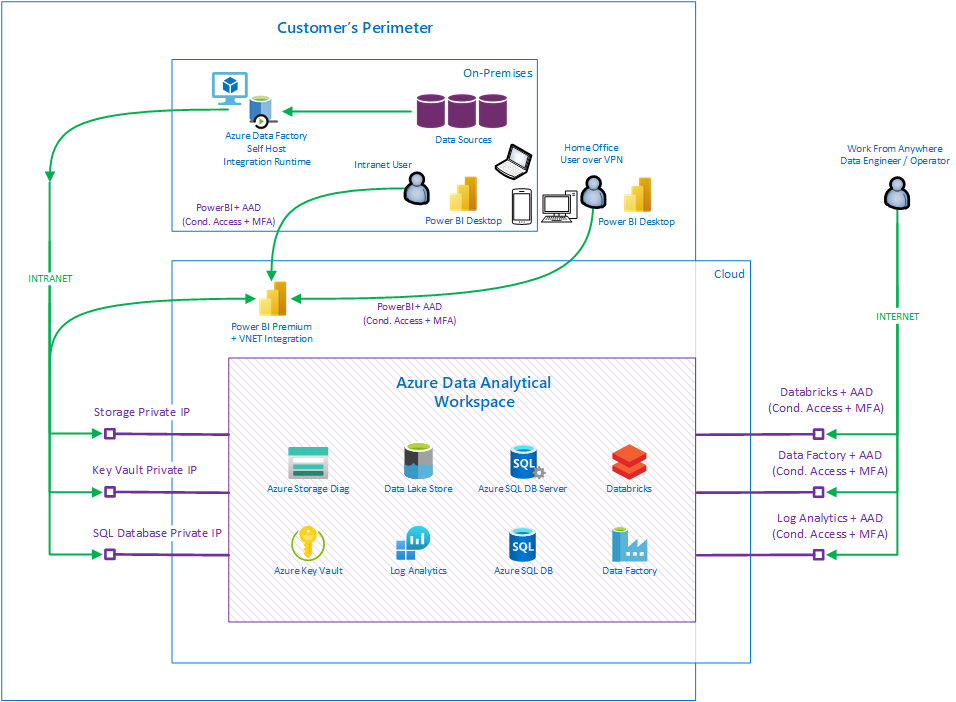 Customer's Perimeter
On-Premises
Azure Data Factory
Self Host
Integration Runtime
Data Sources
Intranet User
Home Office
User over VPN
Work From Anywhere
Data Engineer / Operator
PowerBI + AAD
(Cond. Access + MFA)
Power BI Desktop
Power BI Desktop
Cloud
INTRANET
PowerBI + AAD
(Cond. Access + MFA)
INTERNET
Power BI Premium
+ VNET Integration
Azure Data Analytical
Workspace
Storage Private IP
Key Vault Private IP
SQL Database Private IP
Databricks + AAD
(Cond. Access + MFA)
Data Factory + AAD
(Cond. Access + MFA)
Log Analytics + AAD
(Cond. Access + MFA)
SQL
Azure Storage Diag
Data Lake Store
Azure SQL DB Server
Databricks
SQL
Azure Key Vault
Log Analytics
Azure SQL DB
Data Factory